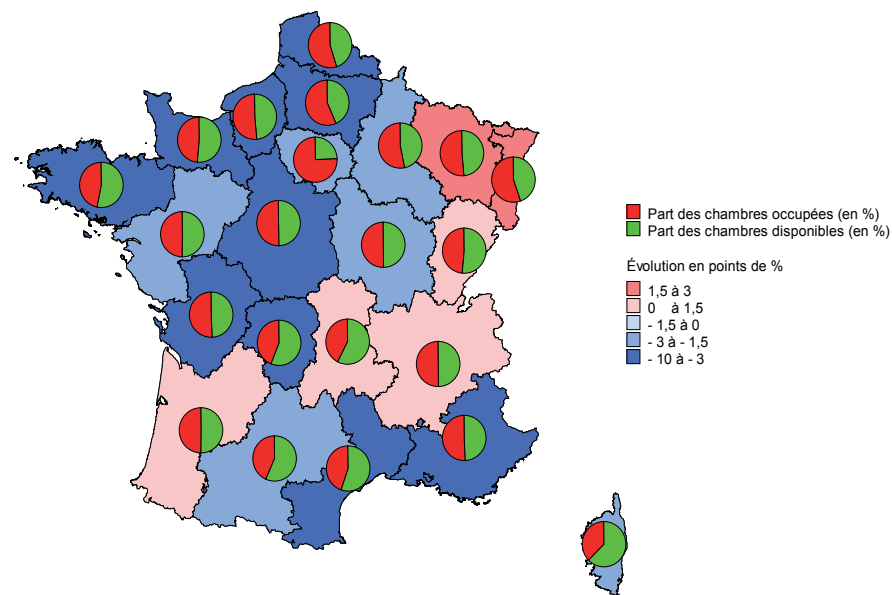 Part des chambres occupées (en %)
Part des chambres disponibles (en %)
Évolution en points de %
1,5 à 3
0 à 1,5
- 1,5 à 0
- 3 à - 1,5
- 10 à - 3